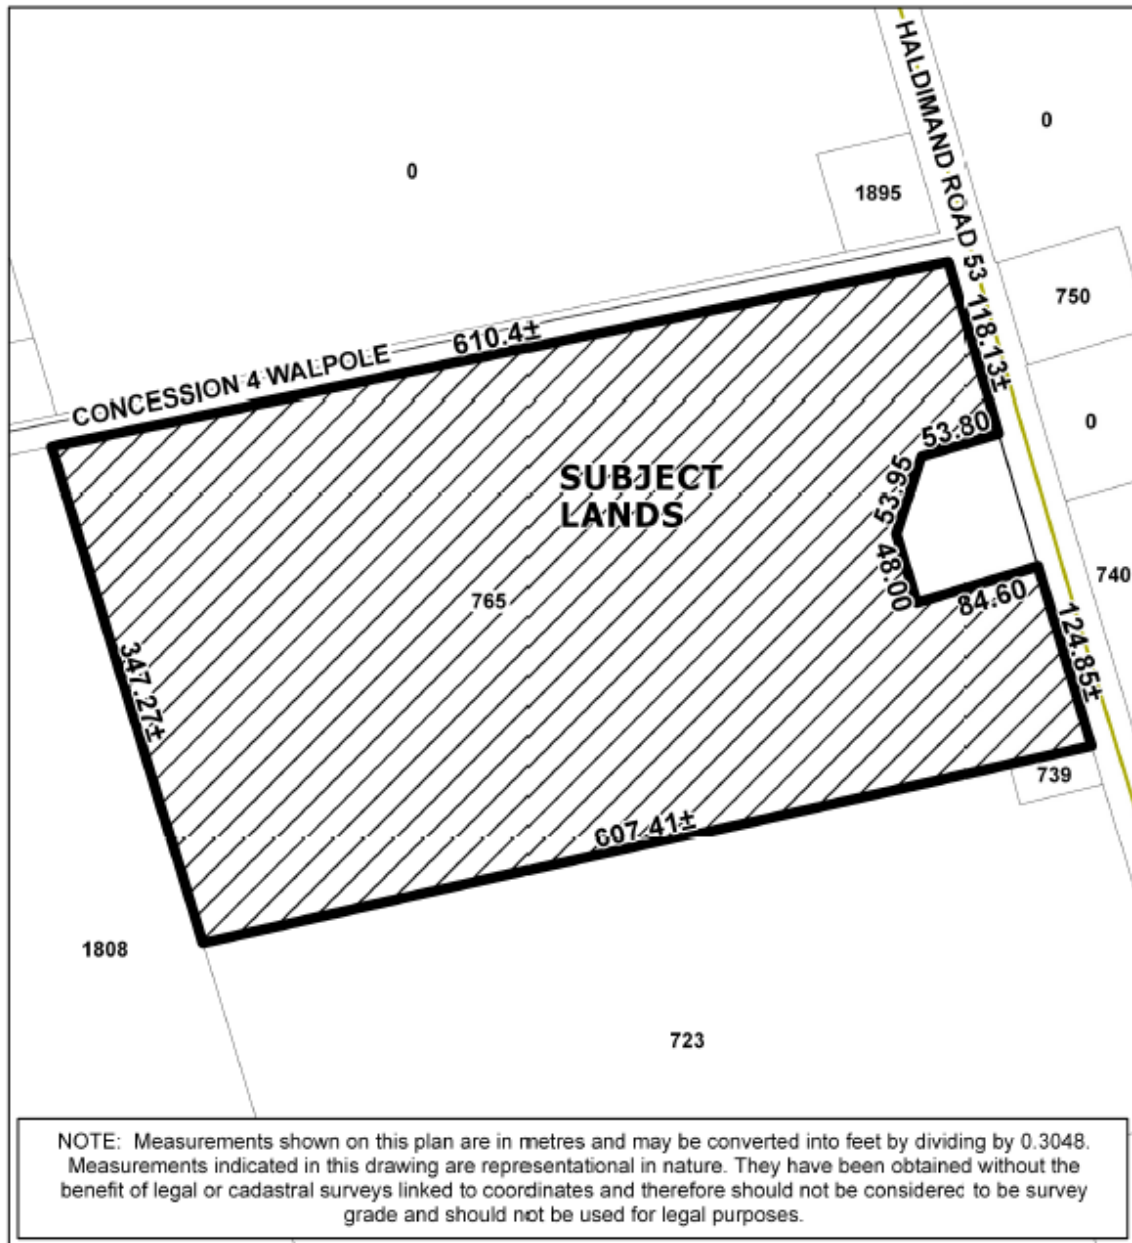 HALDIMAND ROAD 53
0
0
1895
750
118.13±
610.4±
CONCESSION 4 WALPOLE
0
53.80
53.95
SUBJECT
LANDS
48.00
740
765
84.60
124.85±
347.27±
739
607.41±
1808
723
NOTE: Measurements shown on this plan are in metres and may be converted into feet by dividing by 0.3048.
Measurements indicated in this drawing are representational in nature. They have been obtained without the
benefit of legal or cadastral surveys linked to coordinates and therefore should not be considered to be survey
grade and should not be used for legal purposes.